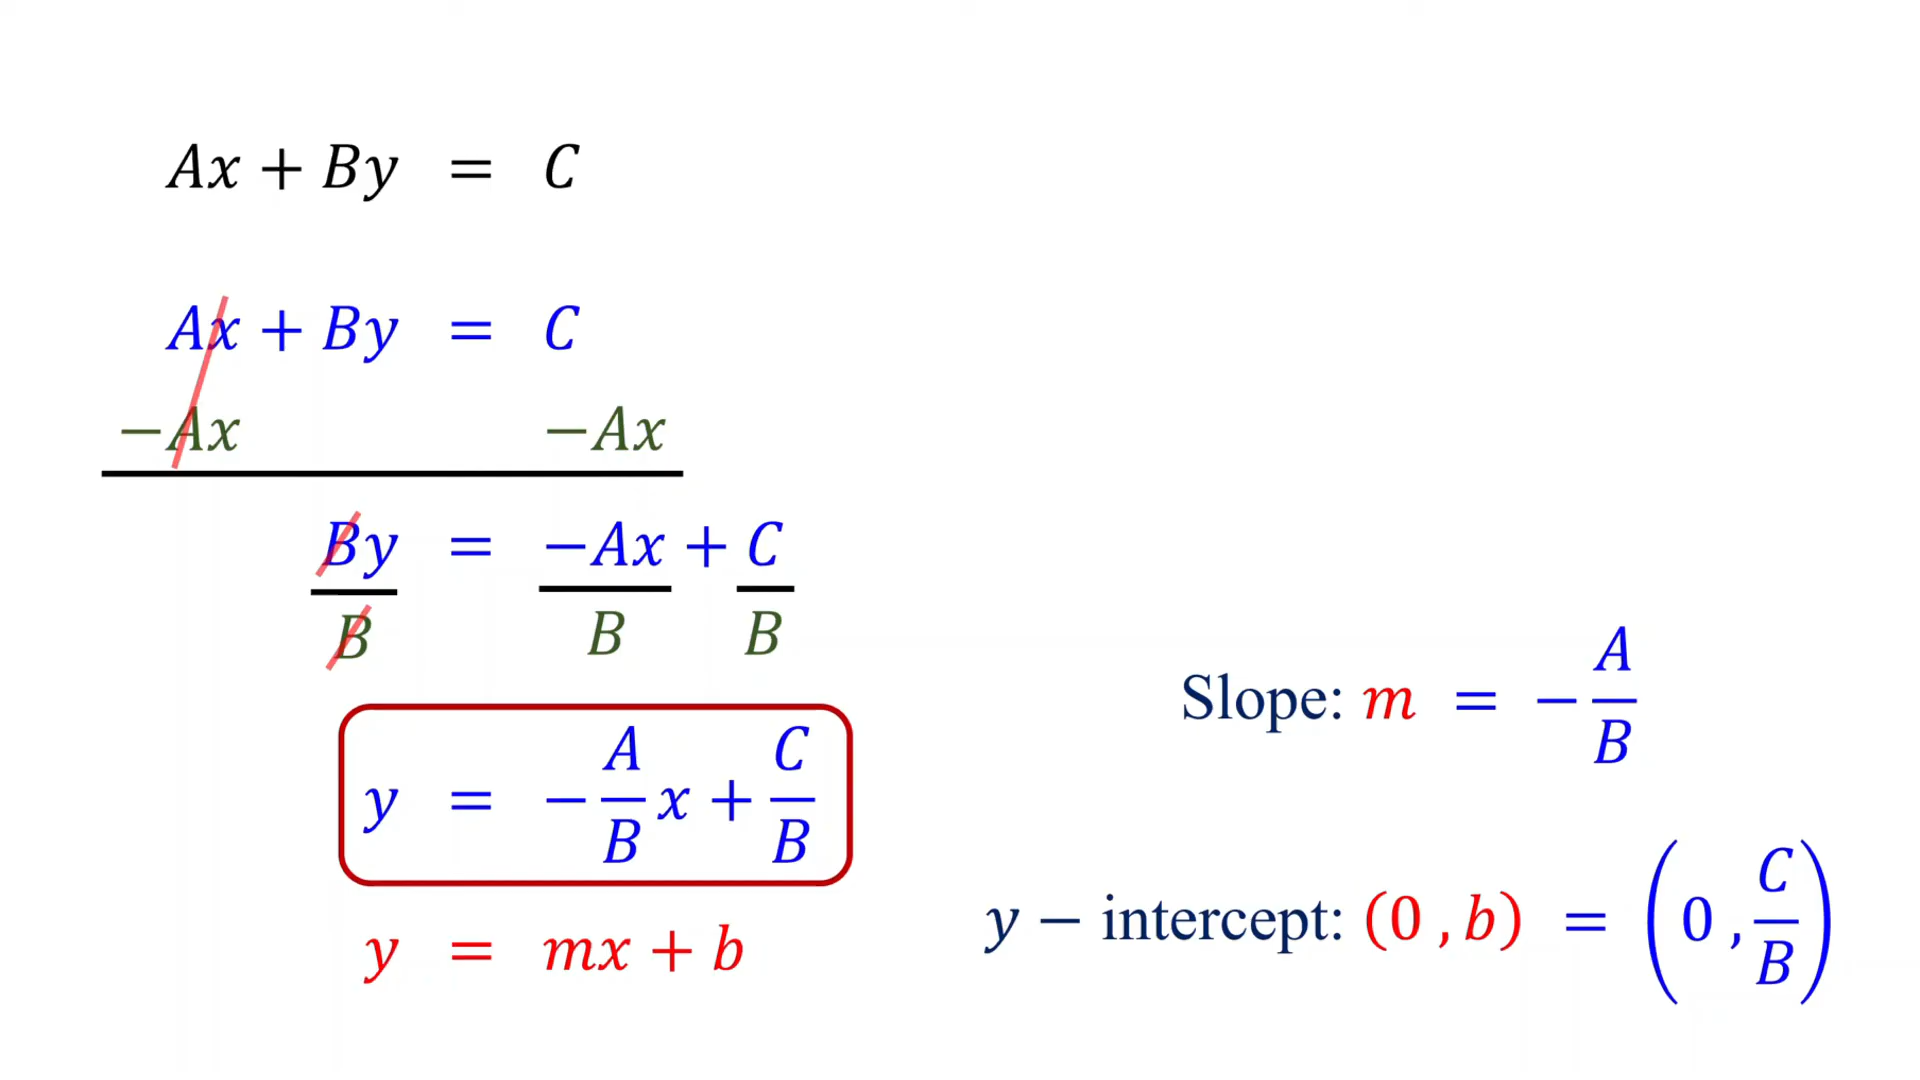 Ax + By = C
Ax + By = C
−Ax −Ax
By = −Ax + C
B B B
y = −A/B x + C/B
y = mx + b
Slope: m = −A/B
y − intercept: (0 , b) = (0 , C/B)